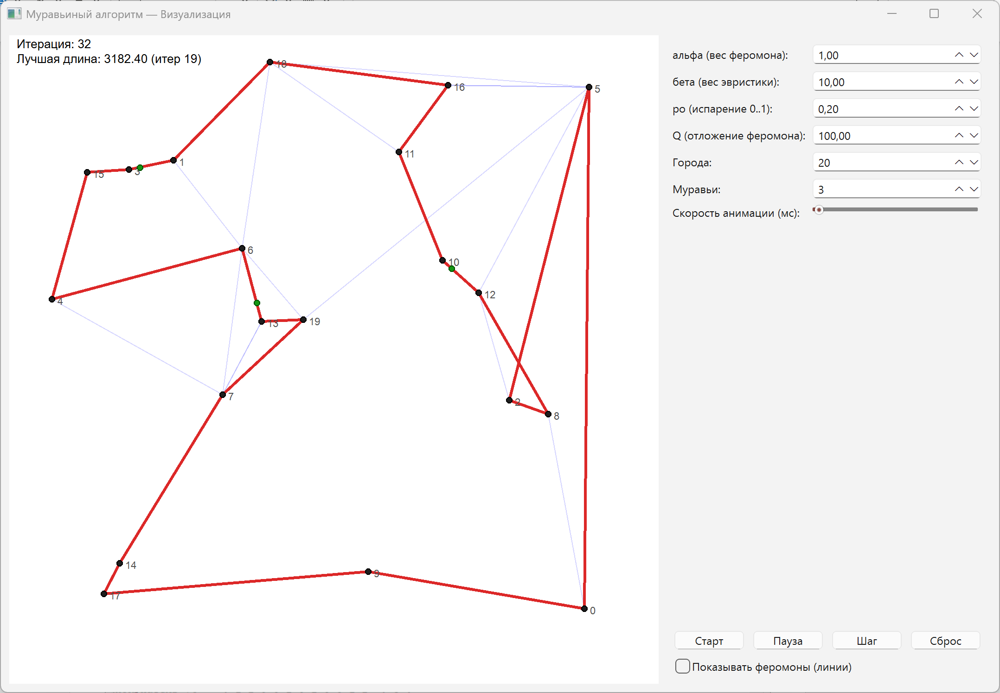 Муравьиный алгоритм — Визуализация
Итерация: 32
Лучшая длина: 3182.40 (итер 19)
18
16
5
11
1
15
3
6
10
4
12
13
19
7
2
8
14
9
17
0
альфа (вес феромона): 1,00
бета (вес эвристики): 10,00
ро (испарение 0..1): 0,20
Q (отложение феромона): 100,00
Города: 20
Муравьи: 3
Скорость анимации (мс):
Старт Пауза Шаг Сброс
Показывать феромоны (линии)